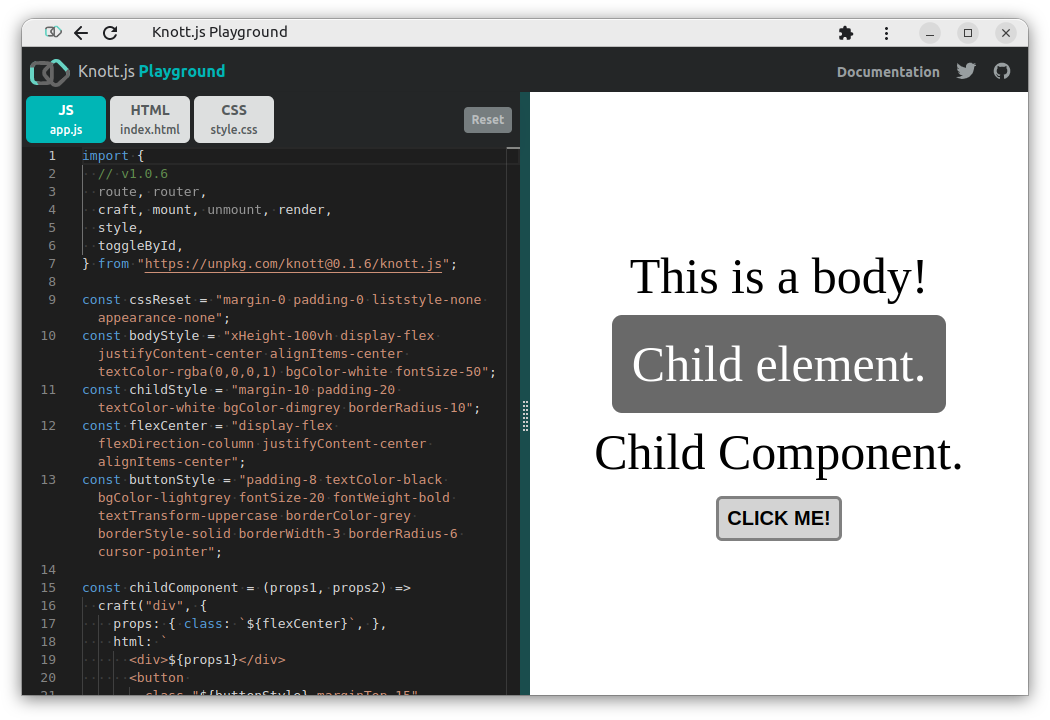 Knott.js Playground
Knott.js Playground
Documentation
JS
app.js
HTML
index.html
CSS
style.css
Reset
1 import {
2 // v1.0.6
3 route, router,
4 craft, mount, unmount, render,
5 style,
6 toggleById,
7 } from "https://unpkg.com/knott@0.1.6/knott.js";
8
9 const cssReset = "margin-0 padding-0 liststyle-none
appearance-none";
10 const bodyStyle = "xHeight-100vh display-flex
justifyContent-center alignItems-center
textColor-rgba(0,0,0,1) bgColor-white fontSize-50";
11 const childStyle = "margin-10 padding-20
textColor-white bgColor-dimgrey borderRadius-10";
12 const flexCenter = "display-flex
flexDirection-column justifyContent-center
alignItems-center";
13 const buttonStyle = "padding-8 textColor-black
bgColor-lightgrey fontSize-20 fontWeight-bold
textTransform-uppercase borderColor-grey
borderStyle-solid borderWidth-3 borderRadius-6
cursor-pointer";
14
15 const childComponent = (props1, props2) =>
16 craft("div", {
17 props: { class: `${flexCenter}`, },
18 html: `
19 <div>${props1}</div>
20 <button
21 class="${buttonStyle} marginTop-15"
This is a body!
Child element.
Child Component.
CLICK ME!